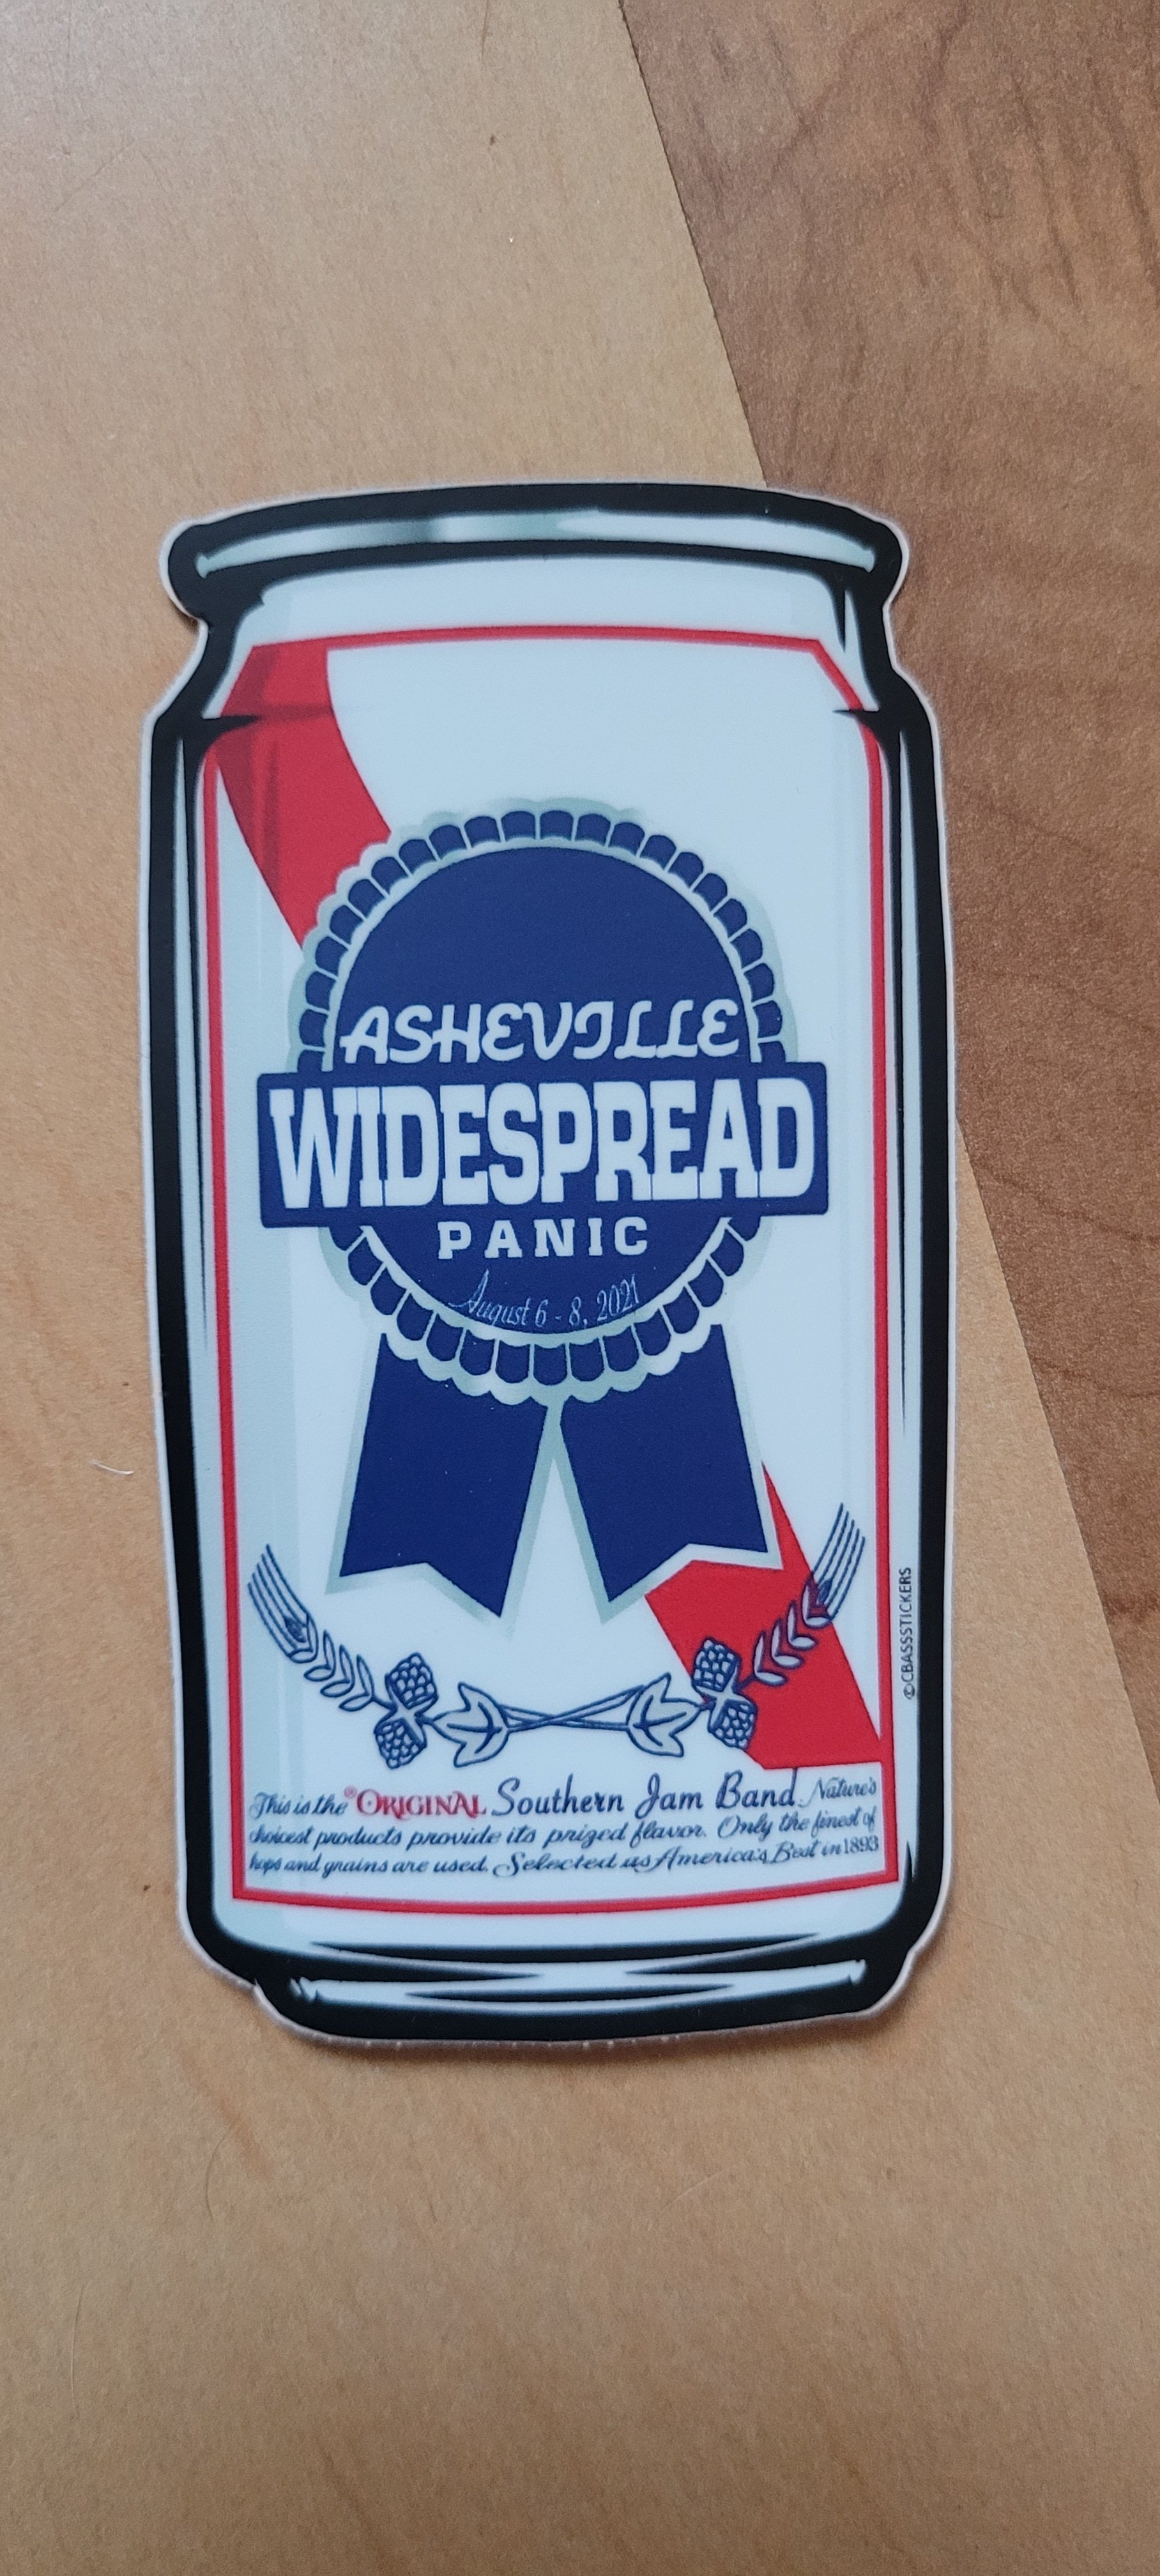 ASHEVILLE
WIDESPREAD
PANIC
August 6 - 8, 2021
©CBASSSTICKERS
This is the ®ORIGINAL Southern Jam Band. Nature's
choicest products provide its prized flavor. Only the finest of
hops and grains are used. Selected as America's Best in 1893